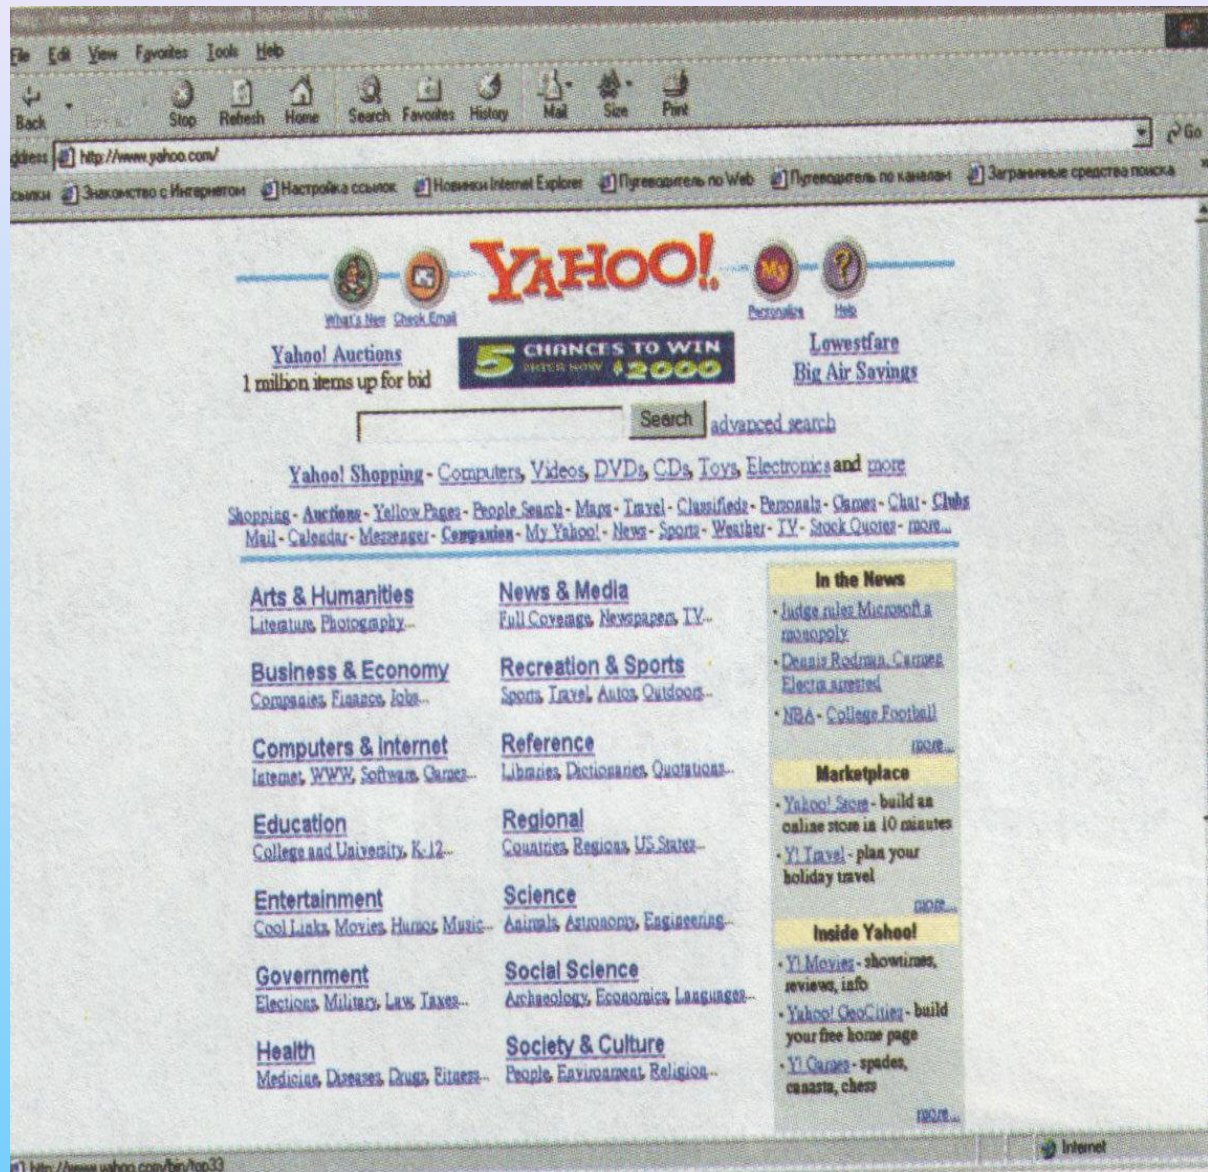 File Edit View Favorites Tools Help
Back Stop Refresh Home Search Favorites History Mail Size Print
http://www.yahoo.com/ Go
Знакомство с Интернетом Настройка ссылок Новинки Internet Explorer Путеводитель по Web Путеводитель по каналам Заграничные средства поиска
YAHOO!
My ?
What's New Check Email Personalize Help
Yahoo! Auctions
1 million items up for bid
5 CHANCES TO WIN
ENTER NOW $2000
Lowestfare
Big Air Savings
Search advanced search
Yahoo! Shopping - Computers, Videos, DVDs, CDs, Toys, Electronics and more
Shopping - Auctions - Yellow Pages - People Search - Maps - Travel - Classifieds - Personals - Games - Chat - Clubs
Mail - Calendar - Messenger - Companion - My Yahoo! - News - Sports - Weather - TV - Stock Quotes - more...
Arts & Humanities
Literature, Photography...
Business & Economy
Companies, Finance, Jobs...
Computers & Internet
Internet, WWW, Software, Games...
Education
College and University, K-12...
Entertainment
Cool Links, Movies, Humor, Music...
Government
Elections, Military, Law, Taxes...
Health
Medicine, Diseases, Drugs, Fitness...
News & Media
Full Coverage, Newspapers, TV...
Recreation & Sports
Sports, Travel, Autos, Outdoors...
Reference
Libraries, Dictionaries, Quotations...
Regional
Countries, Regions, US States...
Science
Animals, Astronomy, Engineering...
Social Science
Archaeology, Economics, Languages...
Society & Culture
People, Environment, Religion...
In the News
· Judge rules Microsoft a
monopoly
· Dennis Rodman, Carmen
Electra arrested
· NBA - College Football
more...
Marketplace
· Yahoo! Store - build an
online store in 10 minutes
· Y! Travel - plan your
holiday travel
more...
Inside Yahoo!
· Y! Movies - showtimes,
reviews, info
· Yahoo! GeoCities - build
your free home page
· Y! Games - spades,
canasta, chess
more...
http://www.yahoo.com/bin/top33 Internet